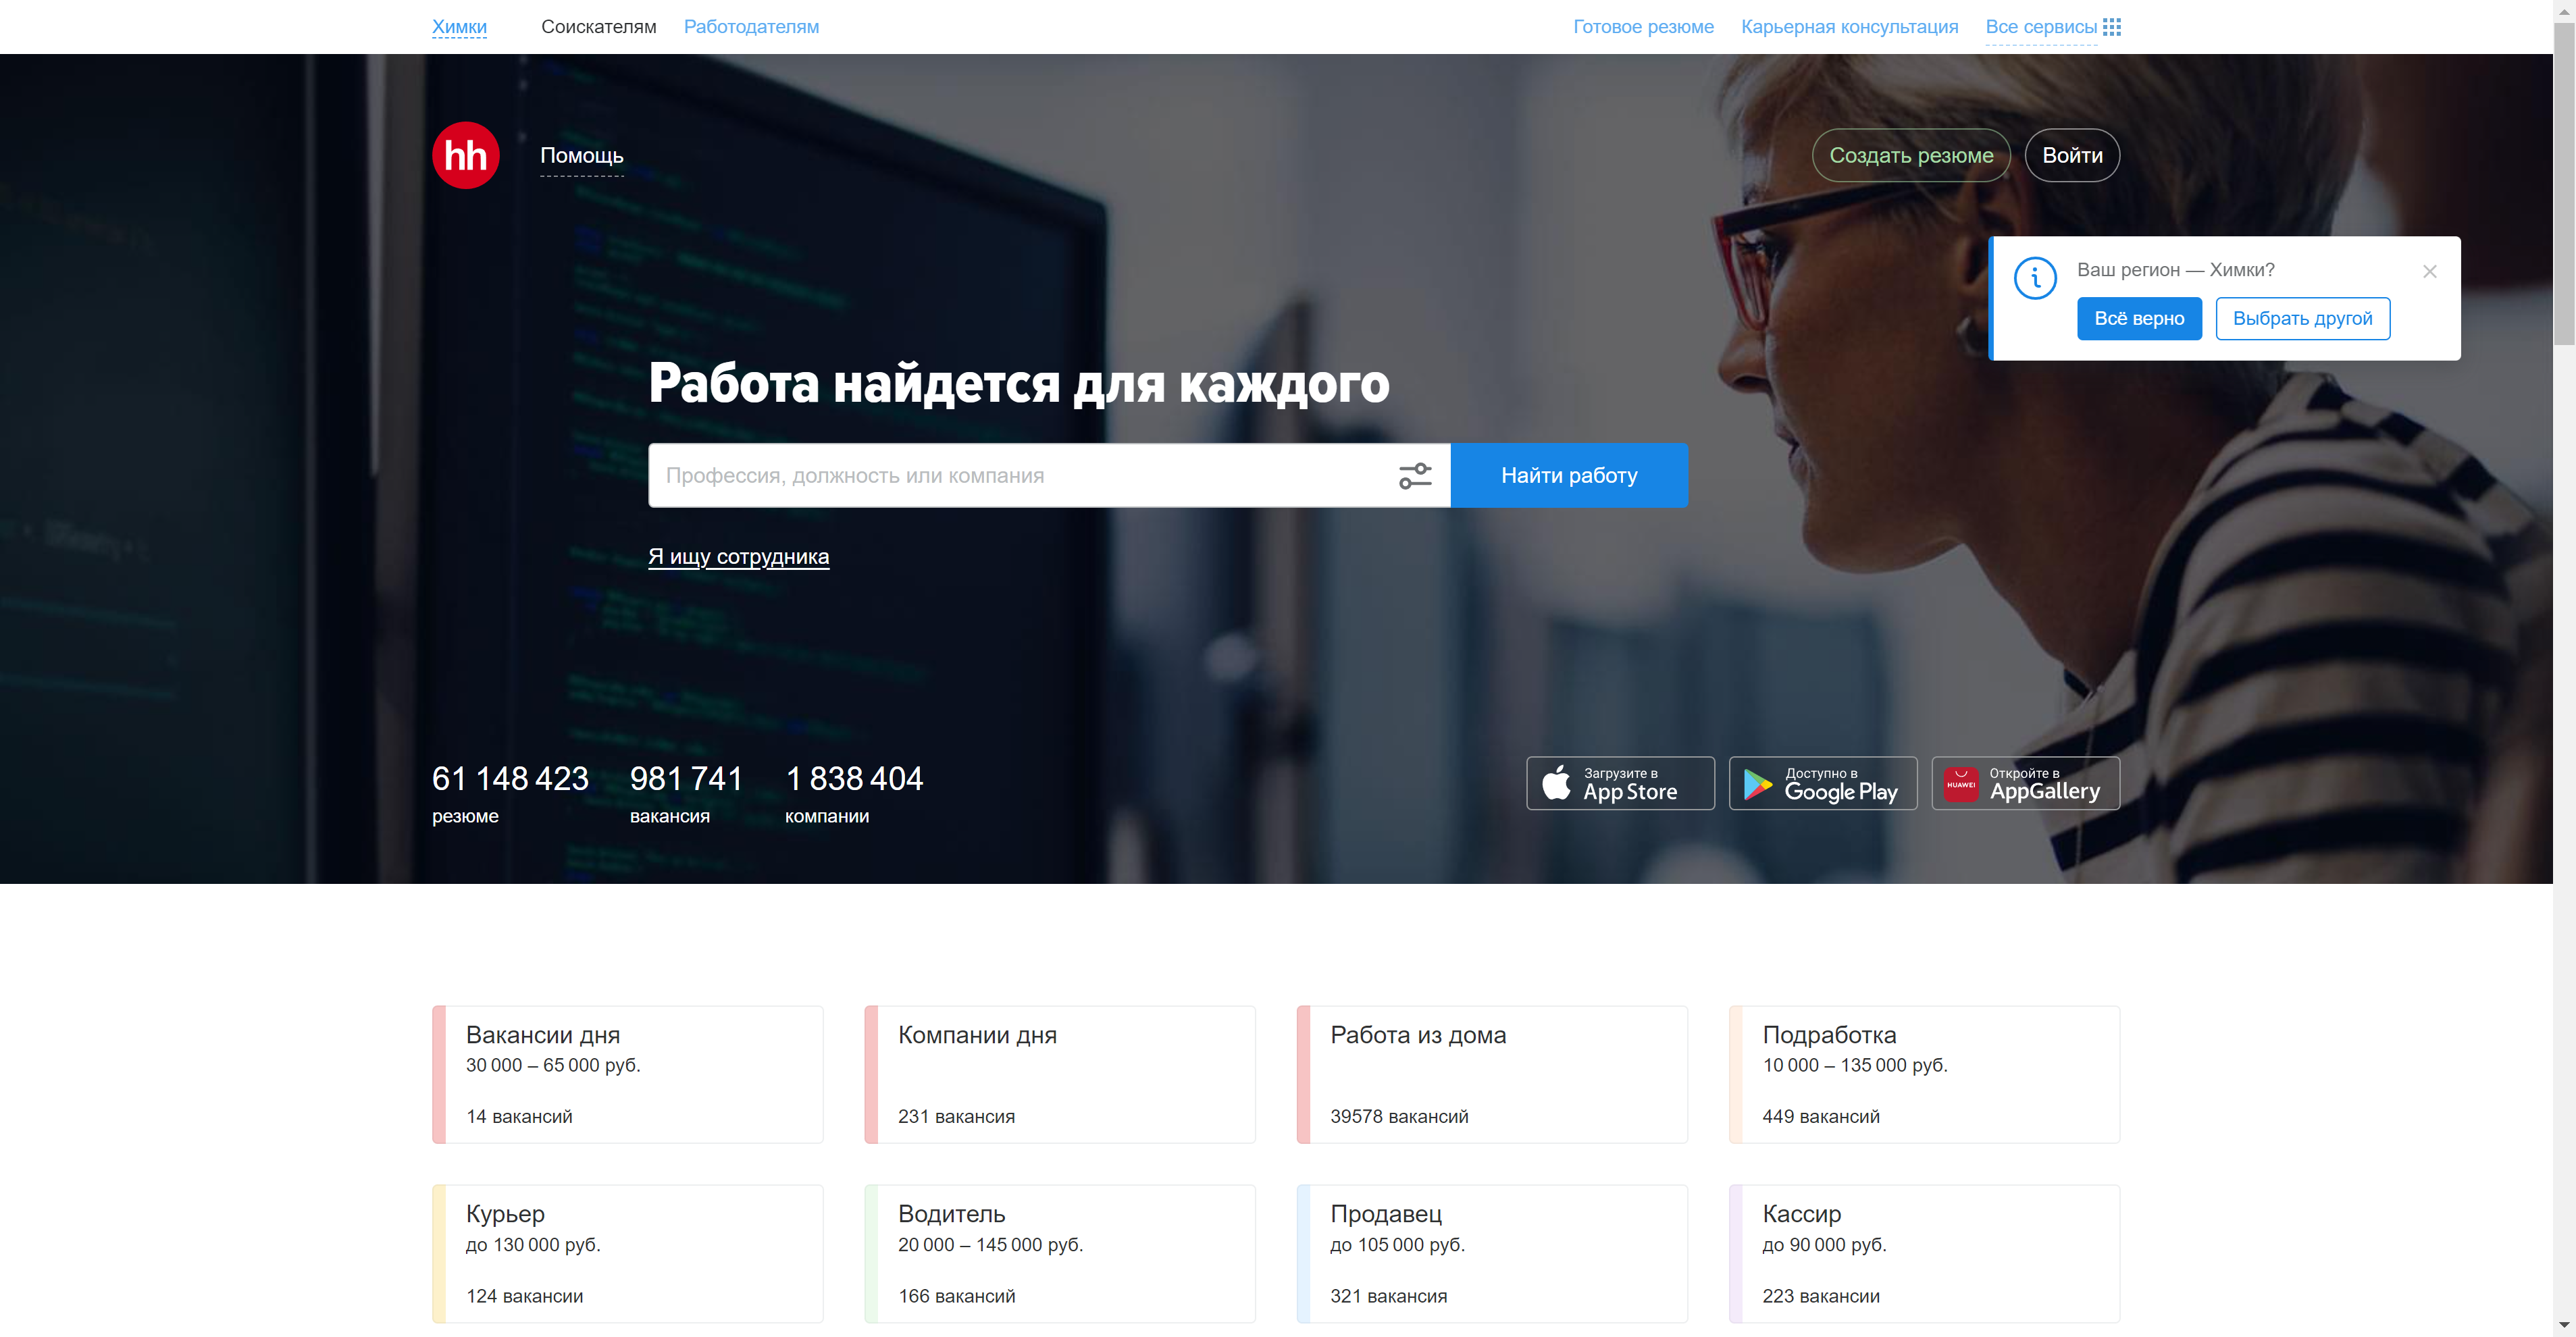 Химки Соискателям Работодателям Готовое резюме Карьерная консультация Все сервисы
hh Помощь Создать резюме Войти
Ваш регион — Химки?
Всё верно Выбрать другой
Работа найдется для каждого
Профессия, должность или компания Найти работу
Я ищу сотрудника
61 148 423 981 741 1 838 404
резюме вакансия компании
Загрузите в App Store
Доступно в Google Play
HUAWEI Откройте в AppGallery
Вакансии дня
30 000 – 65 000 руб.
14 вакансий
Компании дня
231 вакансия
Работа из дома
39578 вакансий
Подработка
10 000 – 135 000 руб.
449 вакансий
Курьер
до 130 000 руб.
124 вакансии
Водитель
20 000 – 145 000 руб.
166 вакансий
Продавец
до 105 000 руб.
321 вакансия
Кассир
до 90 000 руб.
223 вакансии